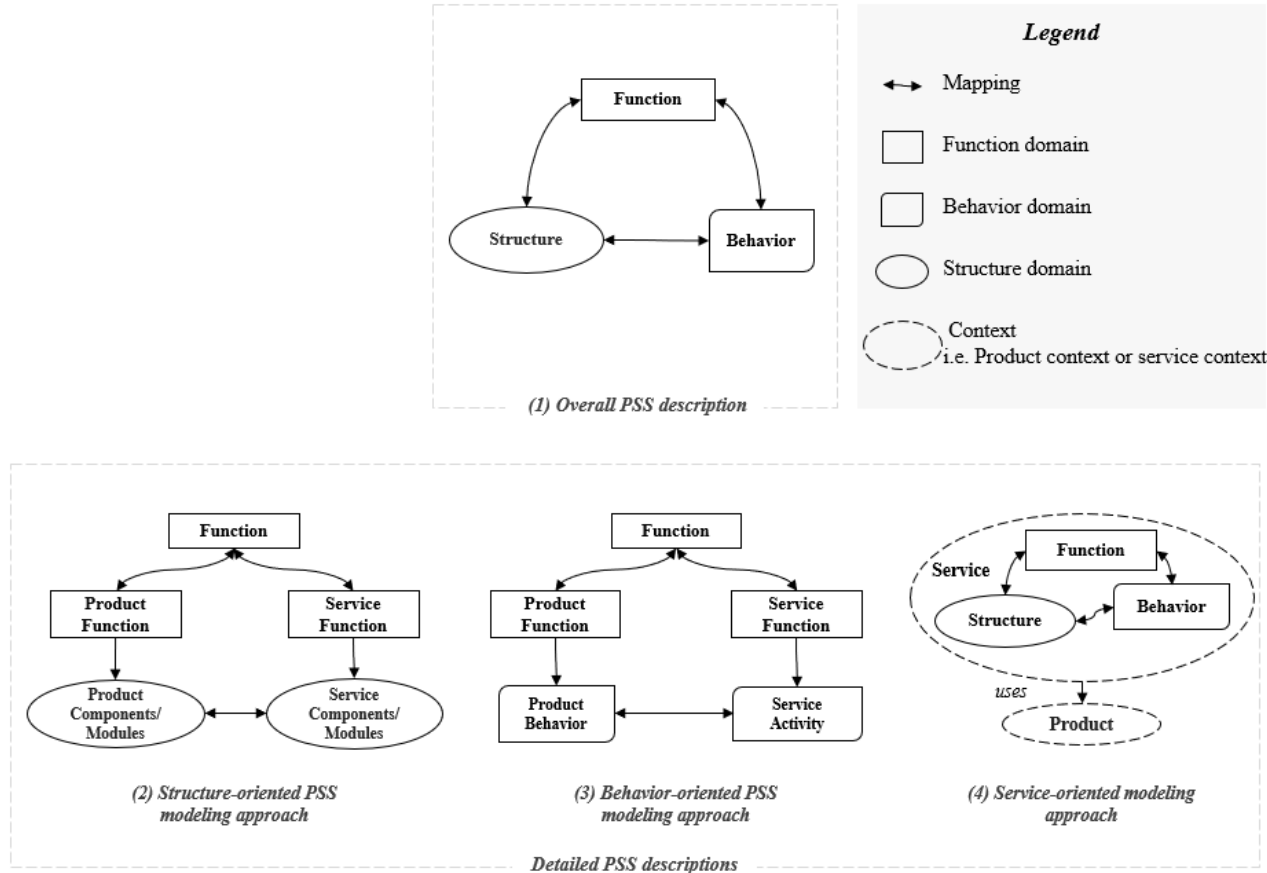 Function
Structure
Behavior
(1) Overall PSS description
Legend
Mapping
Function domain
Behavior domain
Structure domain
Context
i.e. Product context or service context
Function
Product
Function
Service
Function
Product
Components/
Modules
Service
Components/
Modules
(2) Structure-oriented PSS
modeling approach
Function
Product
Function
Service
Function
Product
Behavior
Service
Activity
(3) Behavior-oriented PSS
modeling approach
Function
Service
Behavior
Structure
uses
Product
(4) Service-oriented modeling
approach
Detailed PSS descriptions